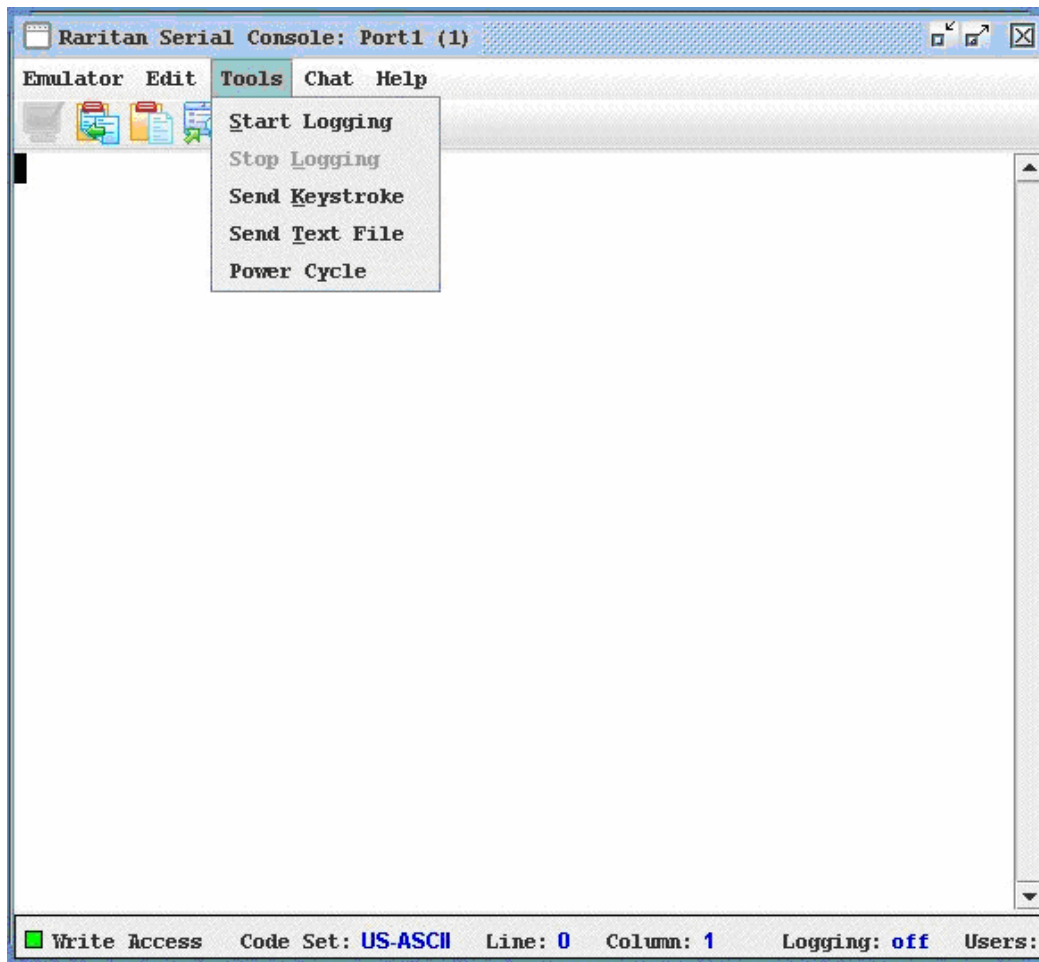 Raritan Serial Console: Port1 (1)
Emulator Edit Tools Chat Help
Start Logging
Stop Logging
Send Keystroke
Send Text File
Power Cycle
Write Access Code Set: US-ASCII Line: 0 Column: 1 Logging: off Users: